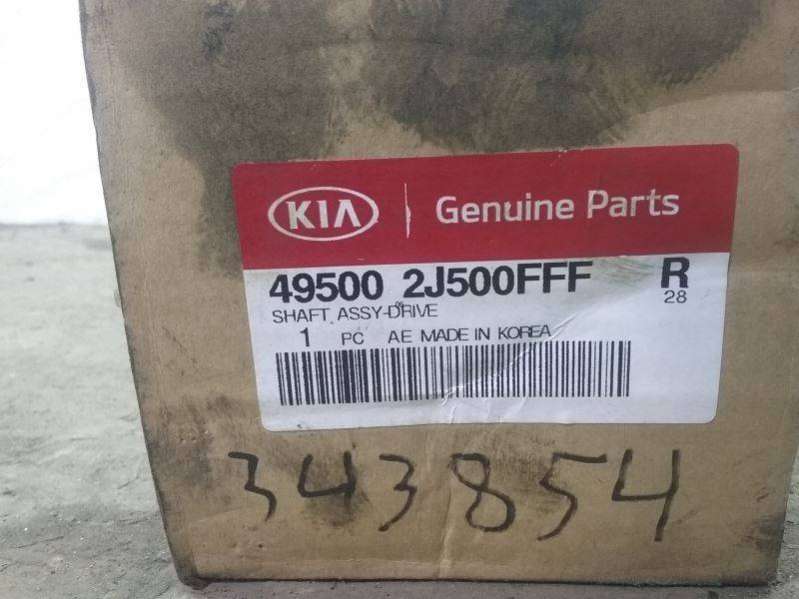 KIA Genuine Parts
49500 2J500FFF R
28
SHAFT ASSY-DRIVE
1 PC AE MADE IN KOREA
343854